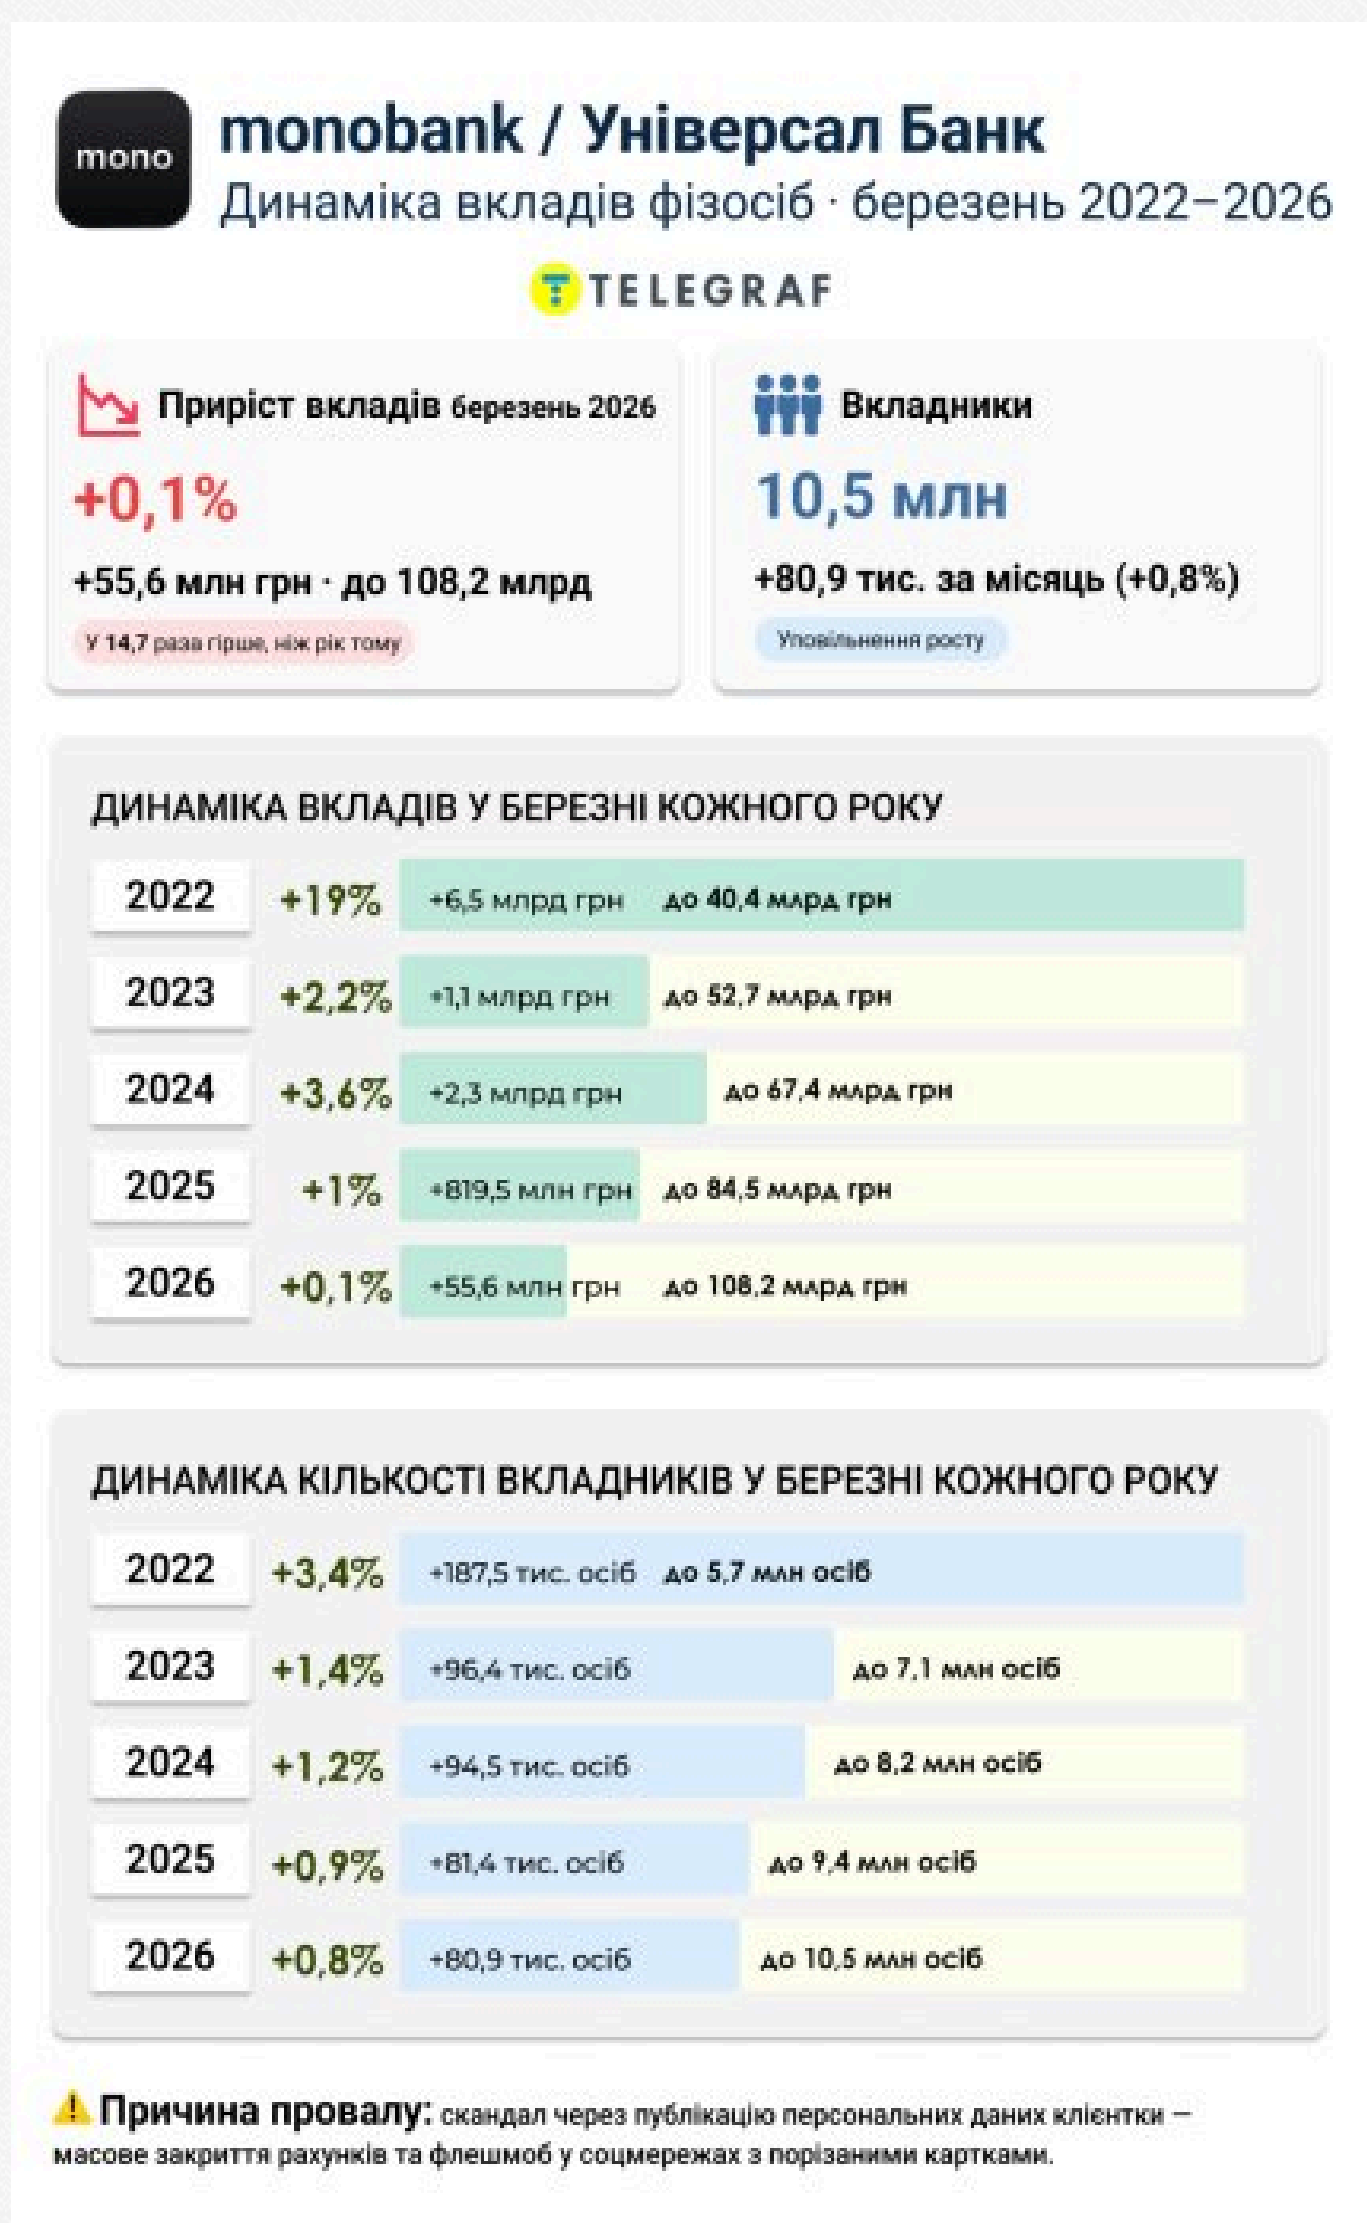 mono
monobank / Універсал Банк
Динаміка вкладів фізосіб · березень 2022–2026
TELEGRAF
Приріст вкладів березень 2026
+0,1%
+55,6 млн грн · до 108,2 млрд
У 14,7 раза гірше, ніж рік тому
Вкладники
10,5 млн
+80,9 тис. за місяць (+0,8%)
Уповільнення росту
ДИНАМІКА ВКЛАДІВ У БЕРЕЗНІ КОЖНОГО РОКУ
2022 +19% +6,5 млрд грн до 40,4 млрд грн
2023 +2,2% +1,1 млрд грн до 52,7 млрд грн
2024 +3,6% +2,3 млрд грн до 67,4 млрд грн
2025 +1% +819,5 млн грн до 84,5 млрд грн
2026 +0,1% +55,6 млн грн до 108,2 млрд грн
ДИНАМІКА КІЛЬКОСТІ ВКЛАДНИКІВ У БЕРЕЗНІ КОЖНОГО РОКУ
2022 +3,4% +187,5 тис. осіб до 5,7 млн осіб
2023 +1,4% +96,4 тис. осіб до 7,1 млн осіб
2024 +1,2% +94,5 тис. осіб до 8,2 млн осіб
2025 +0,9% +81,4 тис. осіб до 9,4 млн осіб
2026 +0,8% +80,9 тис. осіб до 10,5 млн осіб
Причина провалу: скандал через публікацію персональних даних клієнтки —
масове закриття рахунків та флешмоб у соцмережах з порізаними картками.